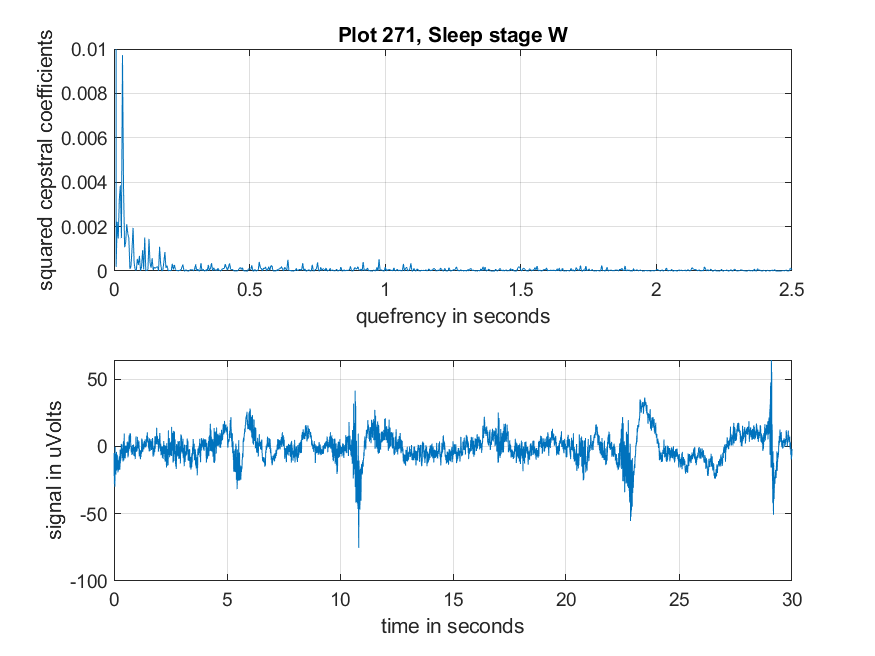 Plot 271, Sleep stage W
squared cepstral coefficients
0.01
0.008
0.006
0.004
0.002
0
0 0.5 1 1.5 2 2.5
quefrency in seconds
signal in uVolts
50
0
-50
-100
0 5 10 15 20 25 30
time in seconds